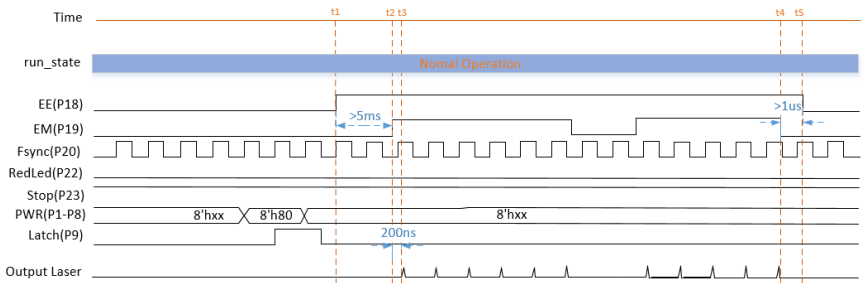 Time t1 t2 t3 t4 t5
run_state Nomal Operation
EE(P18)
>5ms >1us
EM(P19)
Fsync(P20)
RedLed(P22)
Stop(P23)
PWR(P1-P8) 8'hxx 8'h80 8'hxx
Latch(P9)
200ns
Output Laser